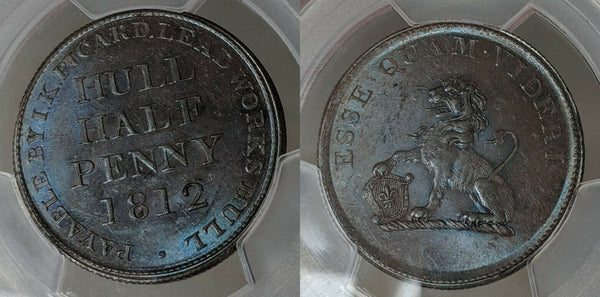 PAYABLE BY I.K. PICARD, LEAD WORKS, HULL,
HULL
HALF
PENNY
1812
ESSE QUAM VIDERI